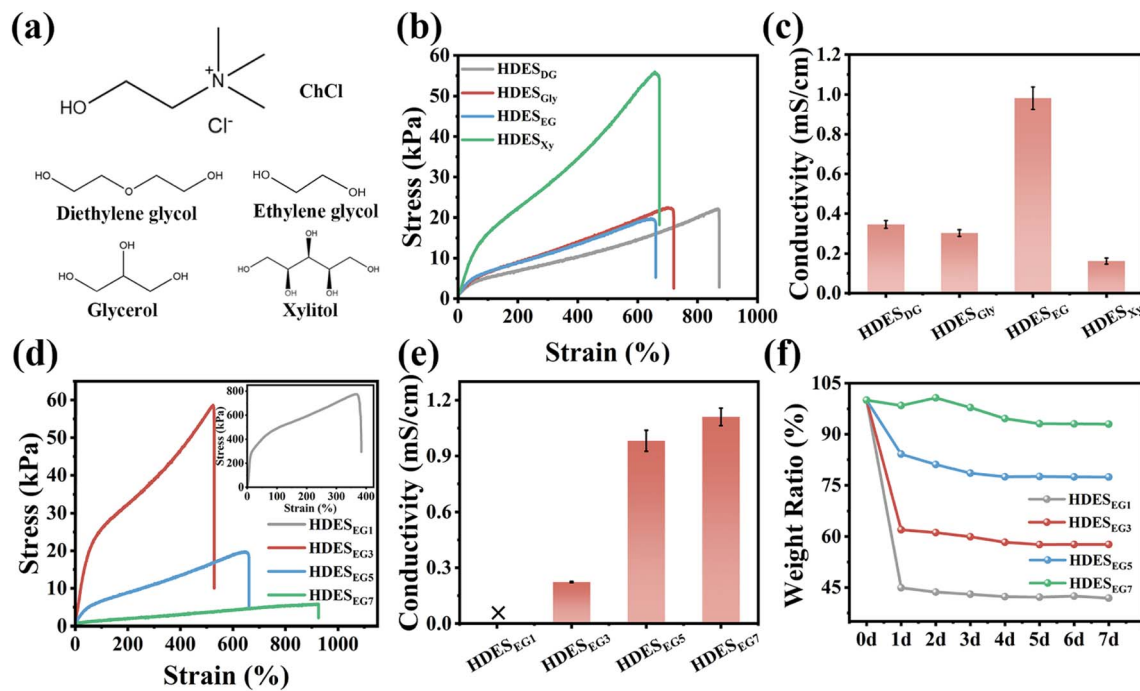 (a)
HO
N
+
Cl-
ChCl
HO
O
OH
Diethylene glycol
HO
OH
Ethylene glycol
OH
HO
OH
Glycerol
OH
HO
OH
OH
OH
Xylitol
(b)
60
50
40
30
20
10
0
Stress (kPa)
HDES_DG
HDES_Gly
HDES_EG
HDES_Xy
0 200 400 600 800 1000
Strain (%)
(c)
1.2
1.0
0.8
0.6
0.4
0.2
0.0
Conductivity (mS/cm)
HDES_DG HDES_Gly HDES_EG HDES_Xy
(d)
60
50
40
30
20
10
0
Stress (kPa)
800
600
400
200
0
Stress (kPa)
0 100 200 300 400
Strain (%)
HDES_EG1
HDES_EG3
HDES_EG5
HDES_EG7
0 200 400 600 800 1000
Strain (%)
(e)
1.2
0.9
0.6
0.3
0.0
Conductivity (mS/cm)
×
HDES_EG1 HDES_EG3 HDES_EG5 HDES_EG7
(f)
105
90
75
60
45
Weight Ratio (%)
HDES_EG1
HDES_EG3
HDES_EG5
HDES_EG7
0d 1d 2d 3d 4d 5d 6d 7d